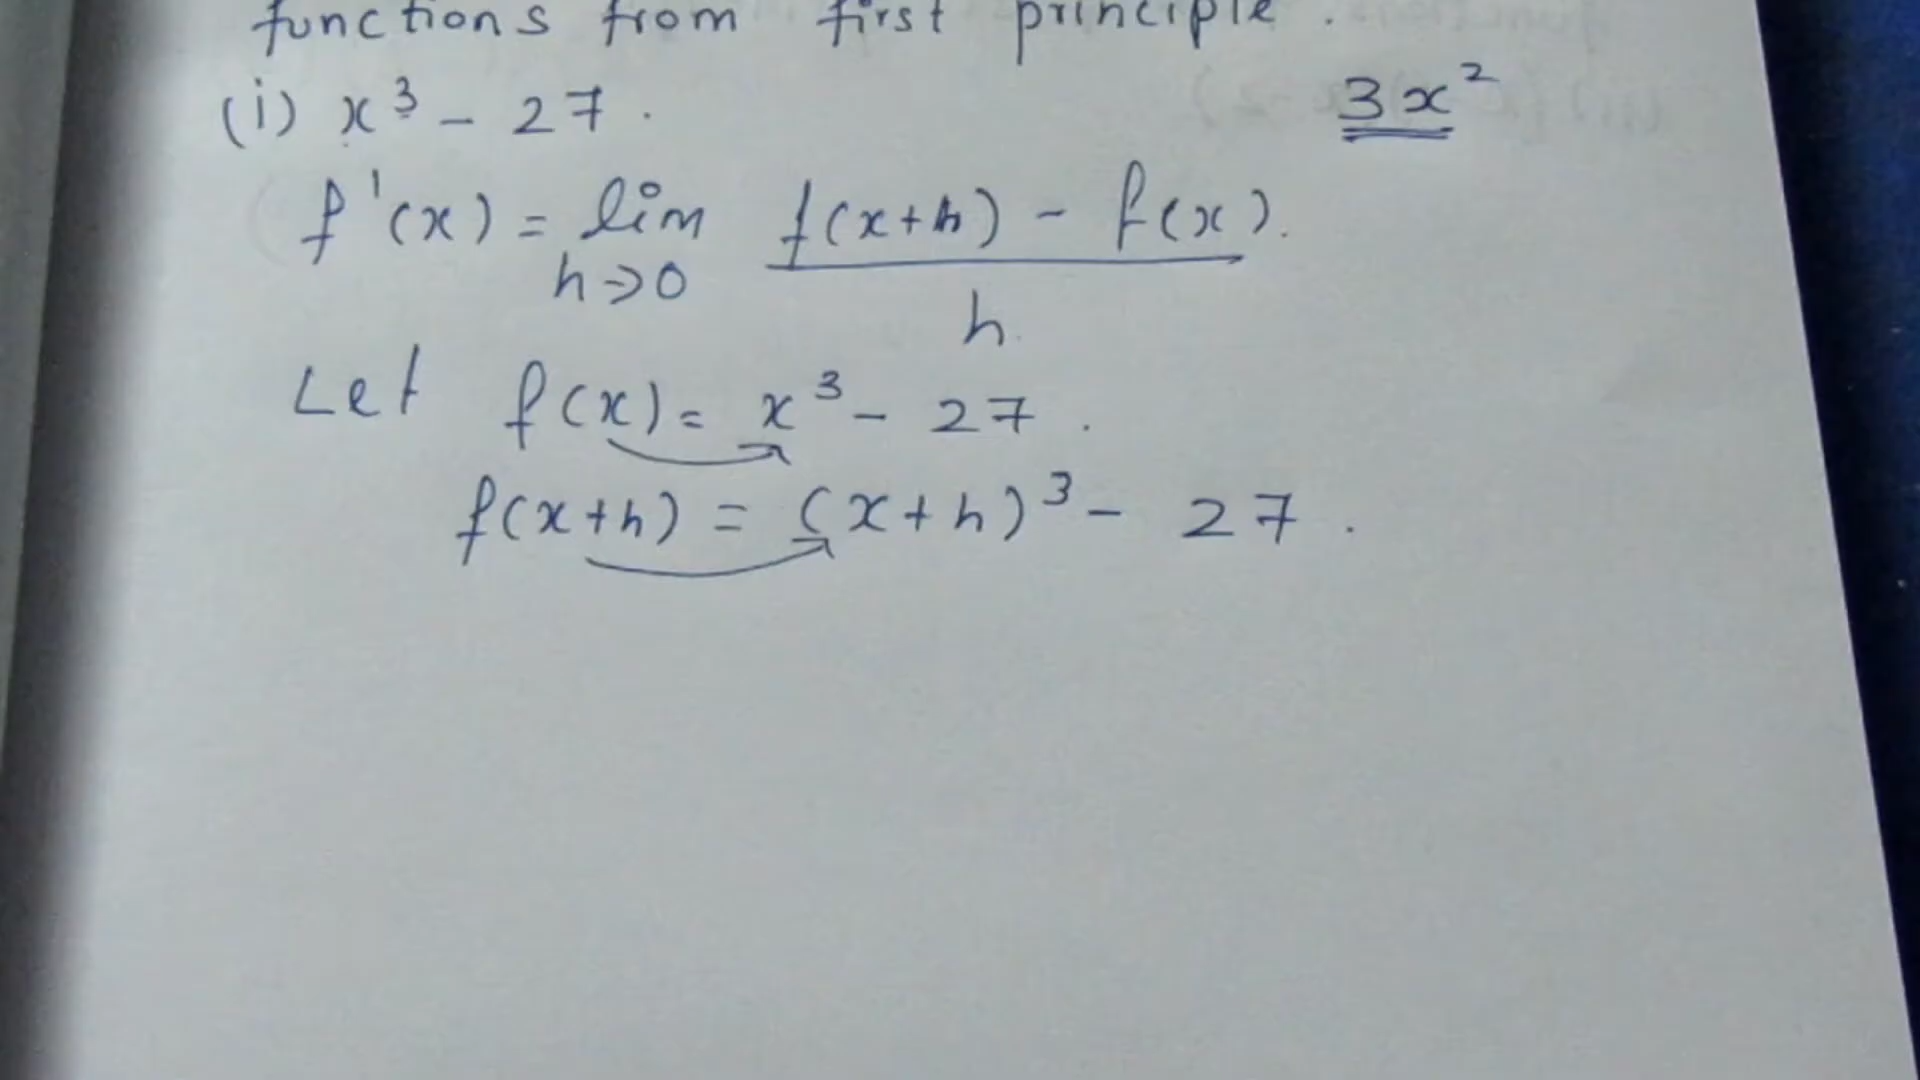 functions from first principle.
(i) x³ - 27. 3x²
f'(x) = lim h→0 f(x+h) - f(x). / h
Let f(x) = x³ - 27.
f(x+h) = (x+h)³ - 27.